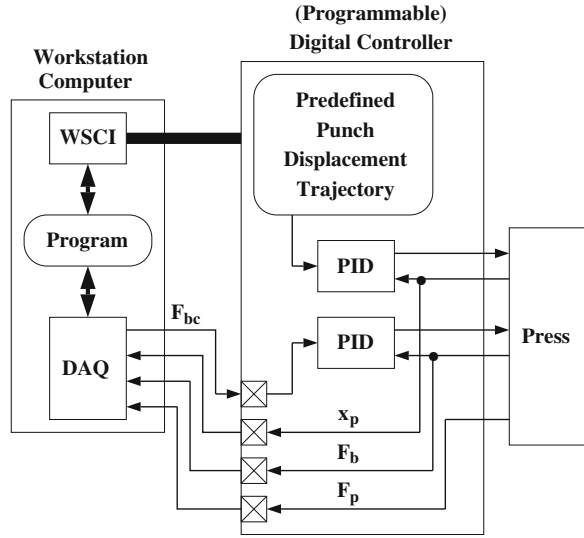 (Programmable)
Digital Controller
Workstation
Computer
WSCI
Predefined
Punch
Displacement
Trajectory
Program
PID
F_bc
PID
DAQ
Press
x_p
F_b
F_p